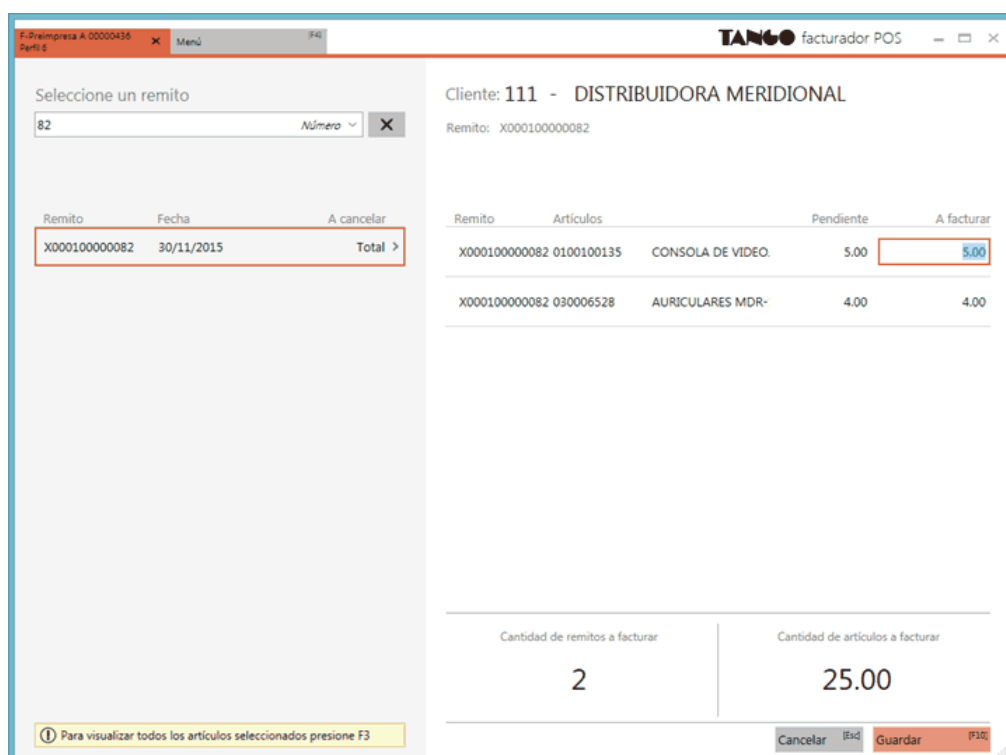 F-Preimpresa A 00000436
Perfil 6
Menú [F4]
TANGO facturador POS
Seleccione un remito
82 Número
Cliente: 111 - DISTRIBUIDORA MERIDIONAL
Remito: X000100000082
Remito Fecha A cancelar
X000100000082 30/11/2015 Total >
Remito Artículos Pendiente A facturar
X000100000082 0100100135 CONSOLA DE VIDEO. 5.00 5.00
X000100000082 030006528 AURICULARES MDR- 4.00 4.00
Cantidad de remitos a facturar
2
Cantidad de artículos a facturar
25.00
Para visualizar todos los artículos seleccionados presione F3
Cancelar [Esc] Guardar [F10]